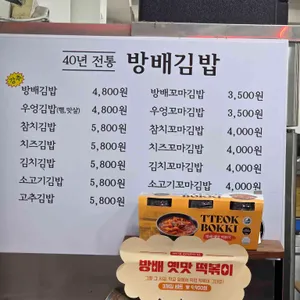 40년 전통 방배김밥
방배김밥 4,800원
우엉김밥(햄,맛살) 4,800원
참치김밥 5,800원
치즈김밥 5,800원
김치김밥 5,800원
소고기김밥 5,800원
고추김밥 5,800원
방배꼬마김밥 3,500원
우엉꼬마김밥 3,500원
참치꼬마김밥 4,000원
치즈꼬마김밥 4,000원
김치꼬마김밥 4,000원
소고기꼬마김밥 4,000원
TTEOK
BOKKI
방배 옛맛 떡볶이